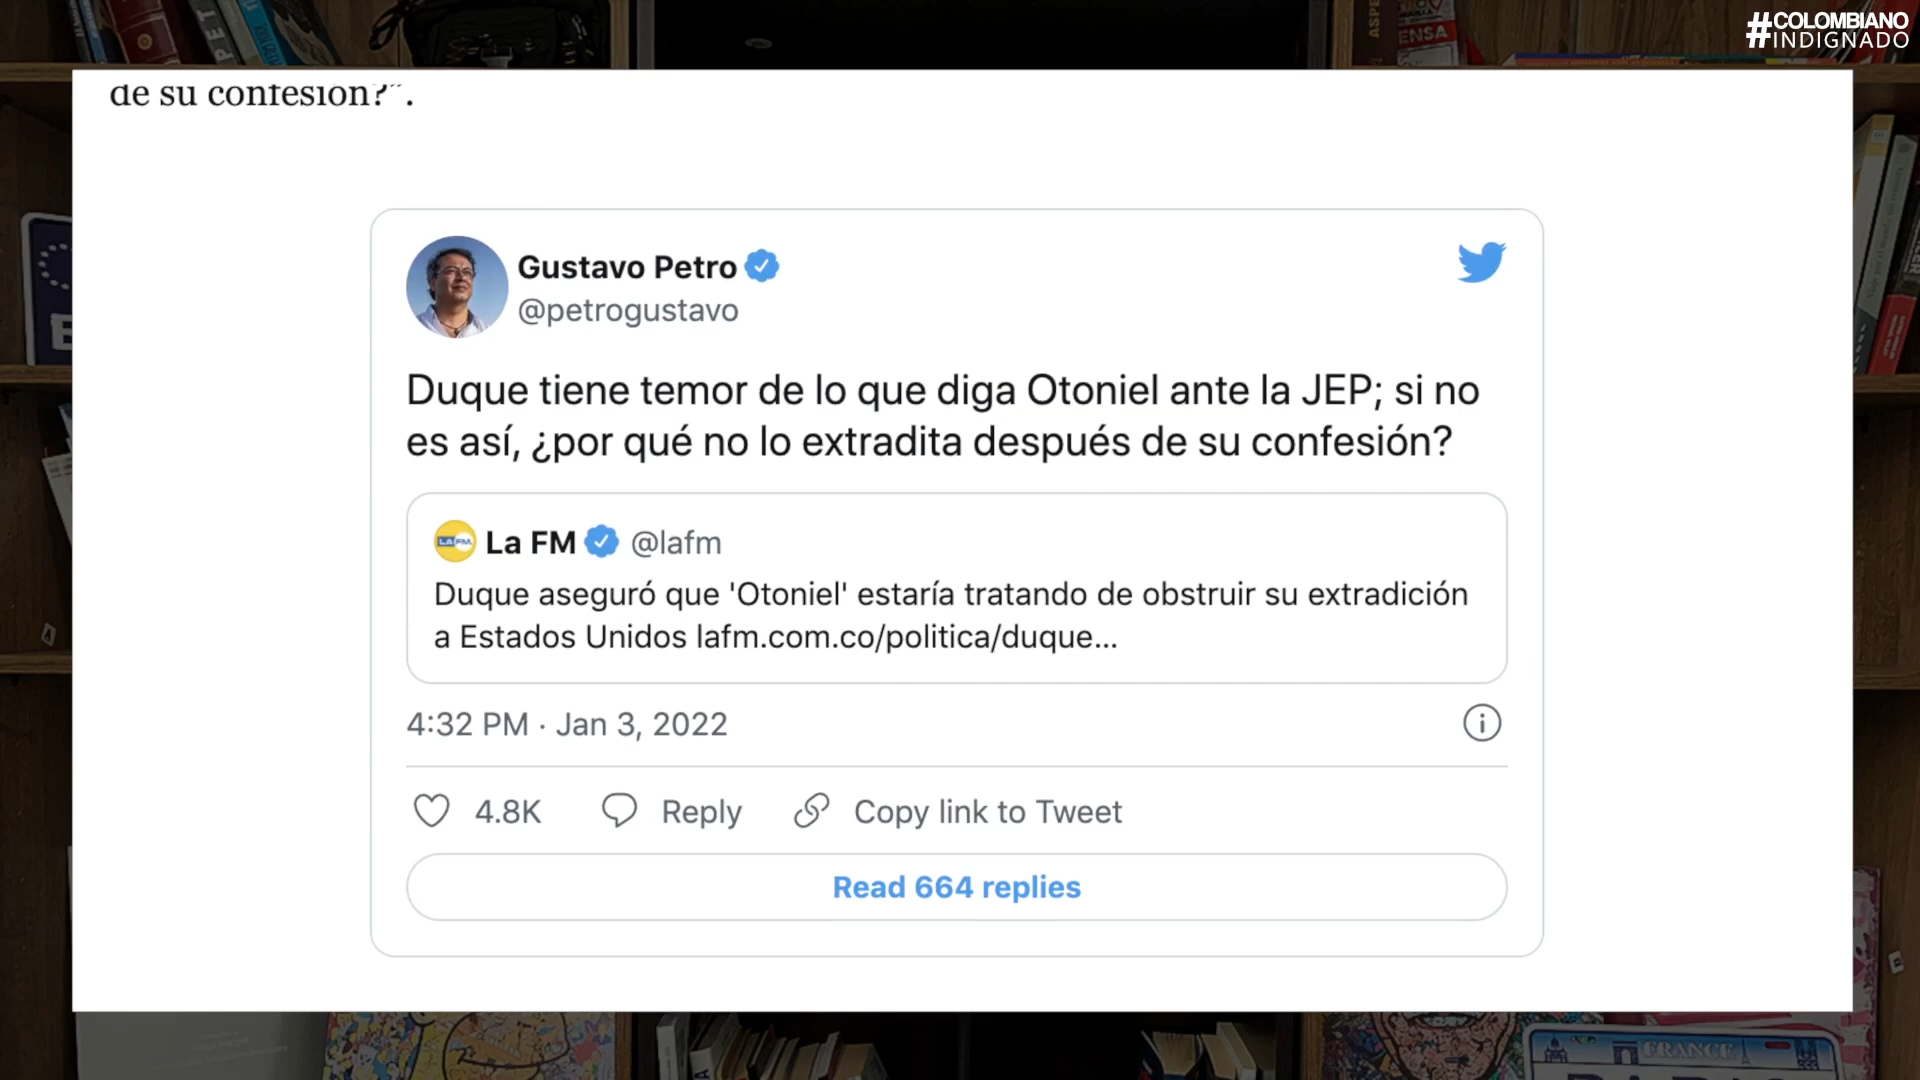 #COLOMBIANO
INDIGNADO
de su confesión?".
Gustavo Petro
@petrogustavo
Duque tiene temor de lo que diga Otoniel ante la JEP; si no
es así, ¿por qué no lo extradita después de su confesión?
LA FM
La FM @lafm
Duque aseguró que 'Otoniel' estaría tratando de obstruir su extradición
a Estados Unidos lafm.com.co/politica/duque...
4:32 PM · Jan 3, 2022
4.8K Reply Copy link to Tweet
Read 664 replies
FRANCE